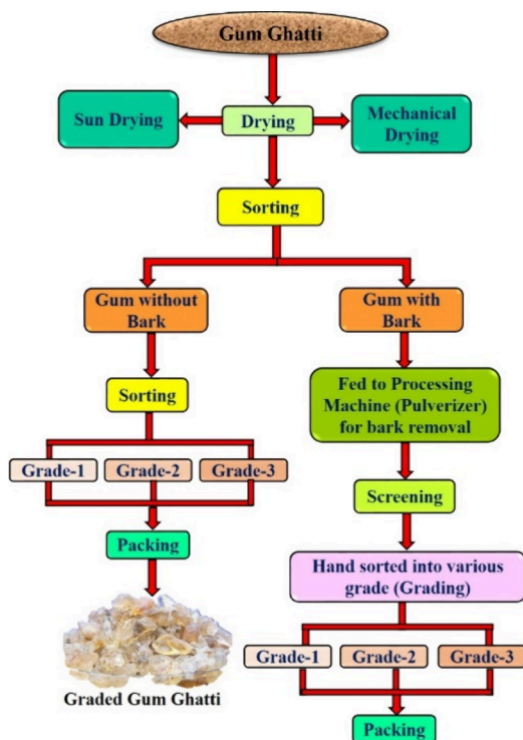 Gum Ghatti
Sun Drying
Drying
Mechanical
Drying
Sorting
Gum without
Bark
Gum with
Bark
Sorting
Fed to Processing
Machine (Pulverizer)
for bark removal
Grade-1
Grade-2
Grade-3
Screening
Packing
Hand sorted into various
grade (Grading)
Graded Gum Ghatti
Grade-1
Grade-2
Grade-3
Packing